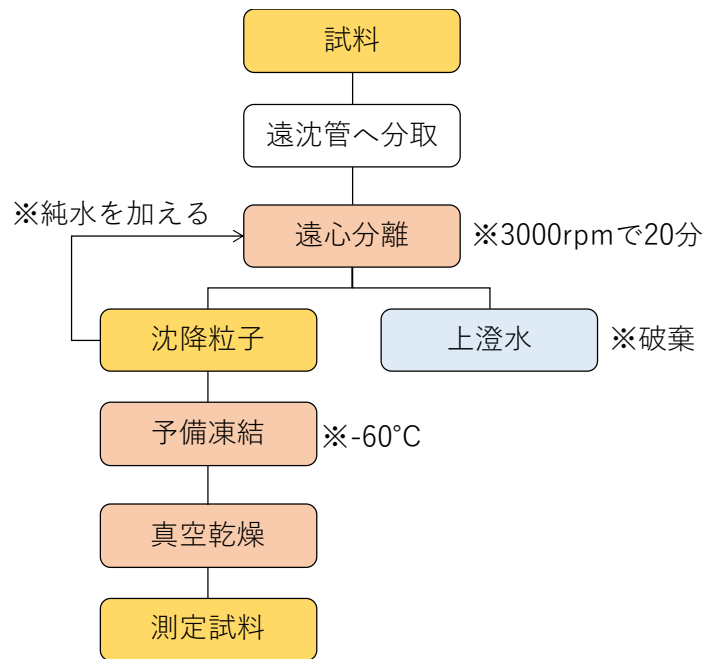 試料
遠沈管へ分取
※純水を加える
遠心分離
※3000rpmで20分
沈降粒子
上澄水
※破棄
予備凍結
※-60°C
真空乾燥
測定試料